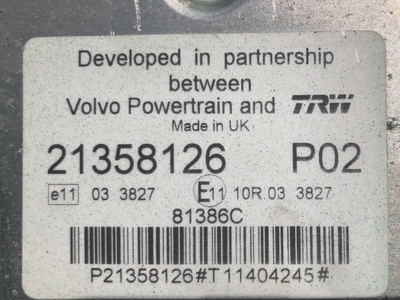 Developed in partnership
between
Volvo Powertrain and TRW
Made in UK
21358126 P02
e11 03 3827 E11 10R.03 3827
81386C
P21358126#T11404245#